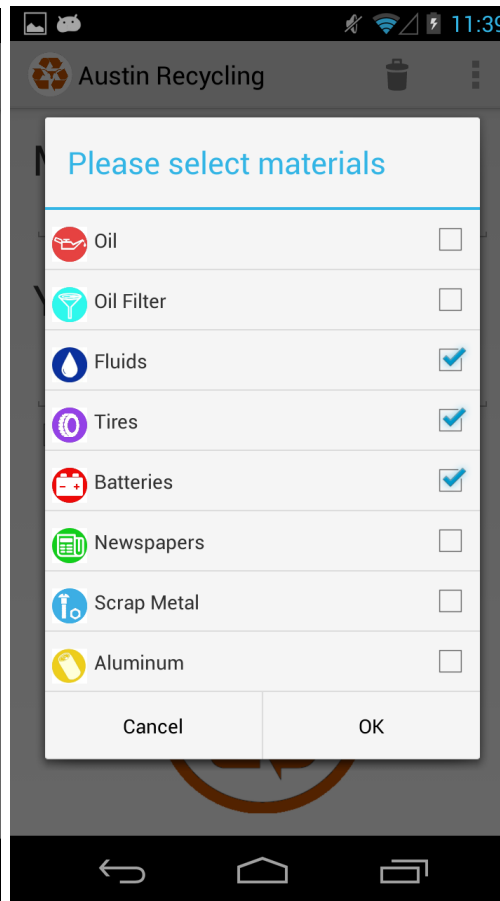 11:39
Austin Recycling
Please select materials
Oil
Oil Filter
Fluids
Tires
Batteries
Newspapers
Scrap Metal
Aluminum
Cancel
OK